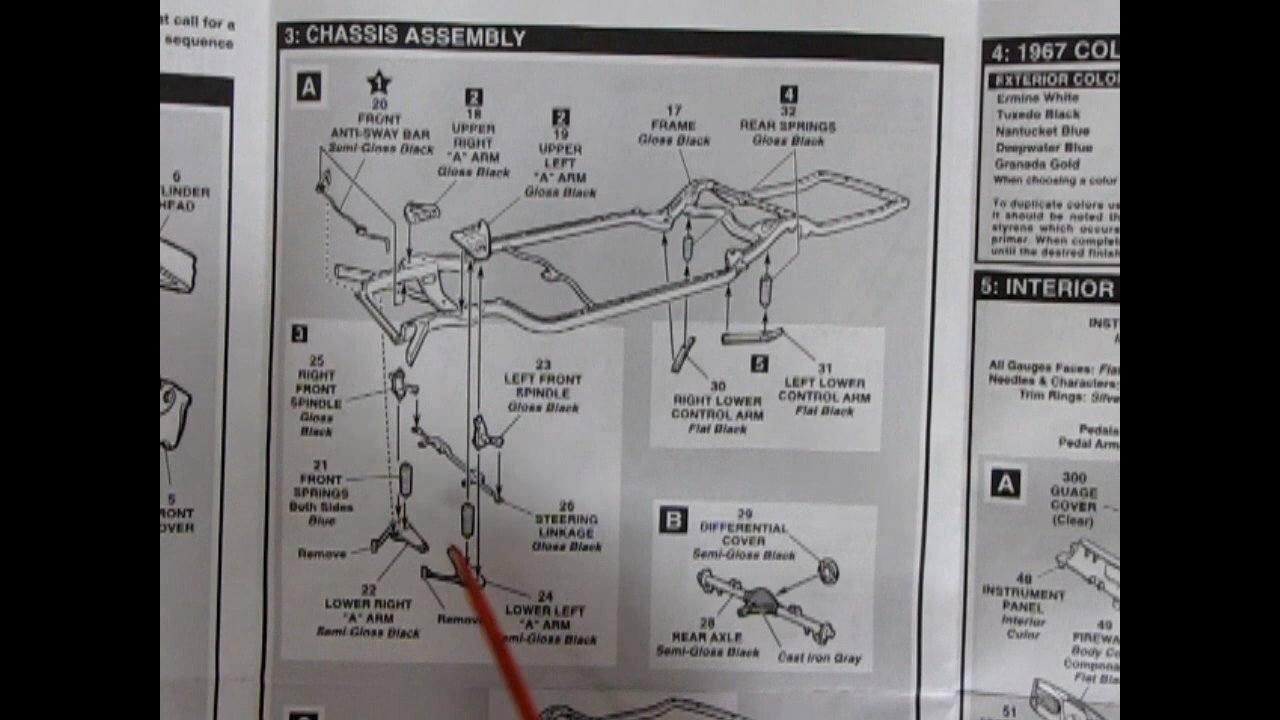 at call for a
sequence
3: CHASSIS ASSEMBLY
A
1
20
FRONT
ANTI-SWAY BAR
Semi-Gloss Black
2
18
UPPER
RIGHT
"A" ARM
Gloss Black
2
19
UPPER
LEFT
"A" ARM
Gloss Black
17
FRAME
Gloss Black
4
32
REAR SPRINGS
Gloss Black
3
25
RIGHT
FRONT
SPINDLE
Gloss
Black
23
LEFT FRONT
SPINDLE
Gloss Black
21
FRONT
SPRINGS
Both Sides
Blue
Remove
22
LOWER RIGHT
"A" ARM
Semi-Gloss Black
26
STEERING
LINKAGE
Gloss Black
Remove
24
LOWER LEFT
"A" ARM
emi-Gloss Black
30
RIGHT LOWER
CONTROL ARM
Flat Black
5
31
LEFT LOWER
CONTROL ARM
Flat Black
B
29
DIFFERENTIAL
COVER
Semi-Gloss Black
28
REAR AXLE
Semi-Gloss Black
Cast Iron Gray
6
LINDER
HEAD
5
RONT
OVER
4: 1967 COL
EXTERIOR COLO
Ermine White
Tuxedo Black
Nantucket Blue
Deepwater Blue
Granada Gold
When choosing a color
To duplicate colors us
it should be noted th
styrene which occurs
primer. When complet
until the desired finish
5: INTERIOR
INST
All Gauges Faces: Fla
Needles & Characters:
Trim Rings: Silve
Pedals
Pedal Arm
A
300
GUAGE
COVER
(Clear)
48
INSTRUMENT
PANEL
Interior
Color
49
FIREWA
Body Co
Compone
Flat Bla
51